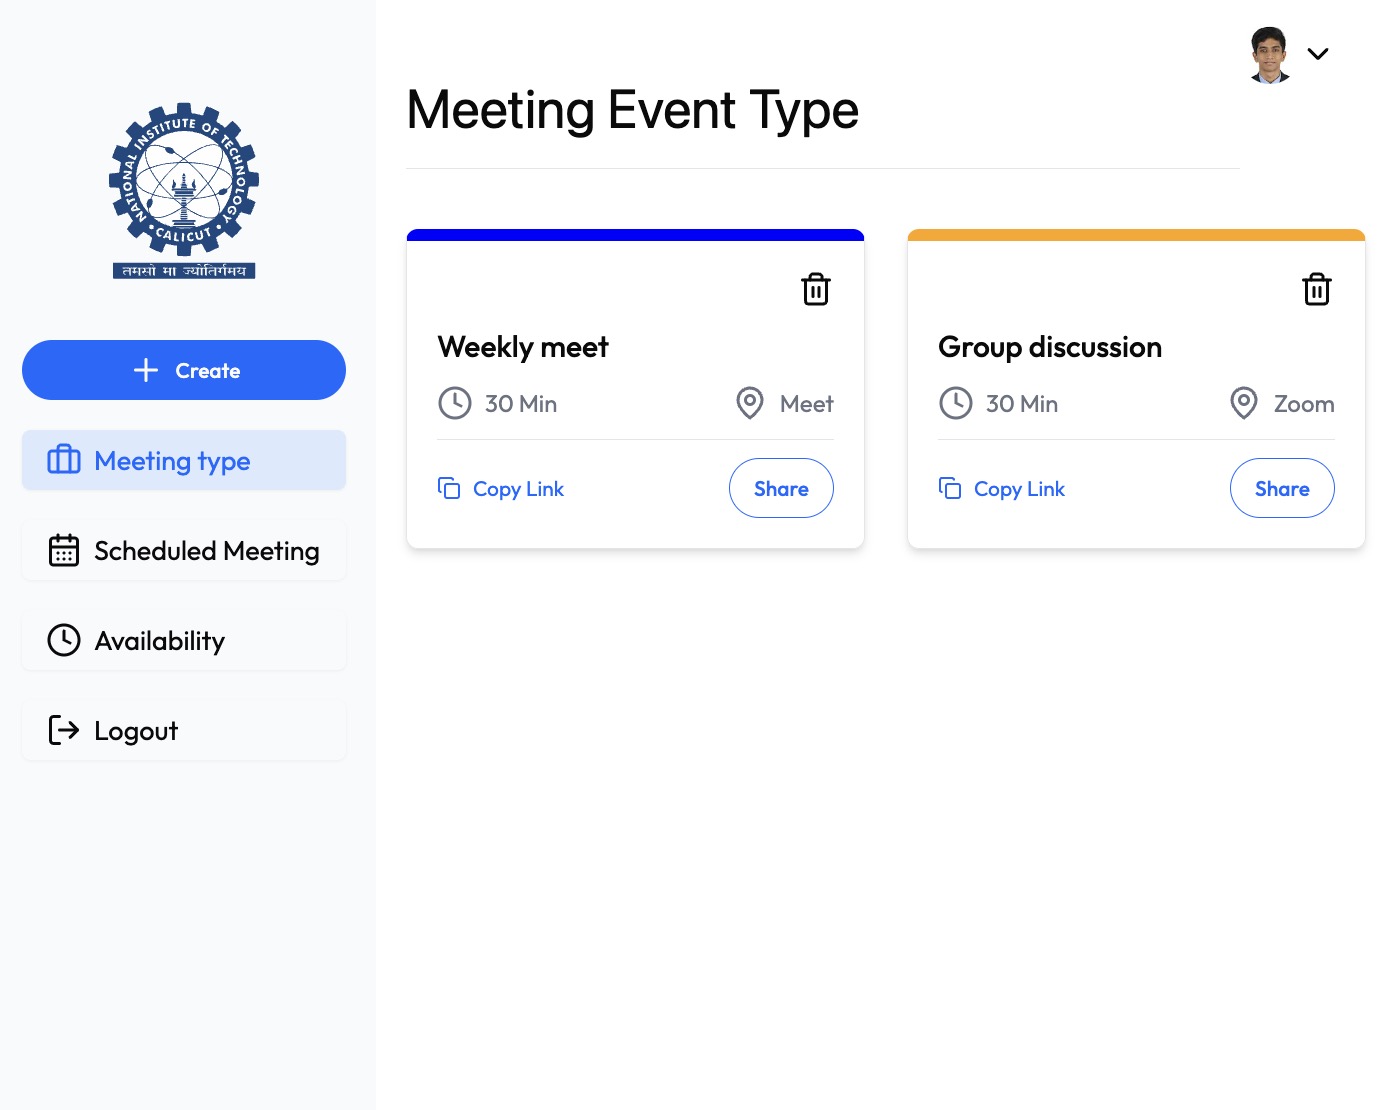 NATIONAL INSTITUTE OF TECHNOLOGY
CALICUT
तमसो मा ज्योतिर्गमय
Create
Meeting type
Scheduled Meeting
Availability
Logout
Meeting Event Type
Weekly meet
30 Min
Meet
Copy Link
Share
Group discussion
30 Min
Zoom
Copy Link
Share